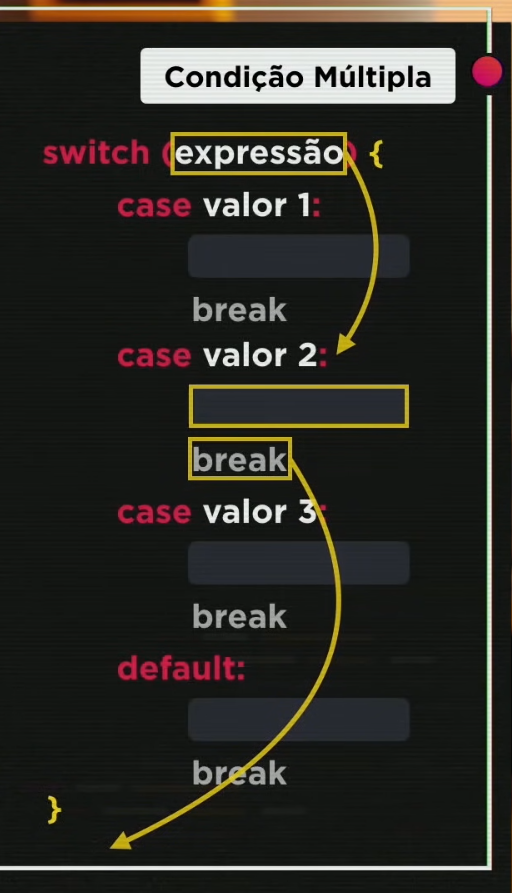 Condição Múltipla
switch (expressão) {
case valor 1:
break
case valor 2:
break
case valor 3:
break
default:
break
}